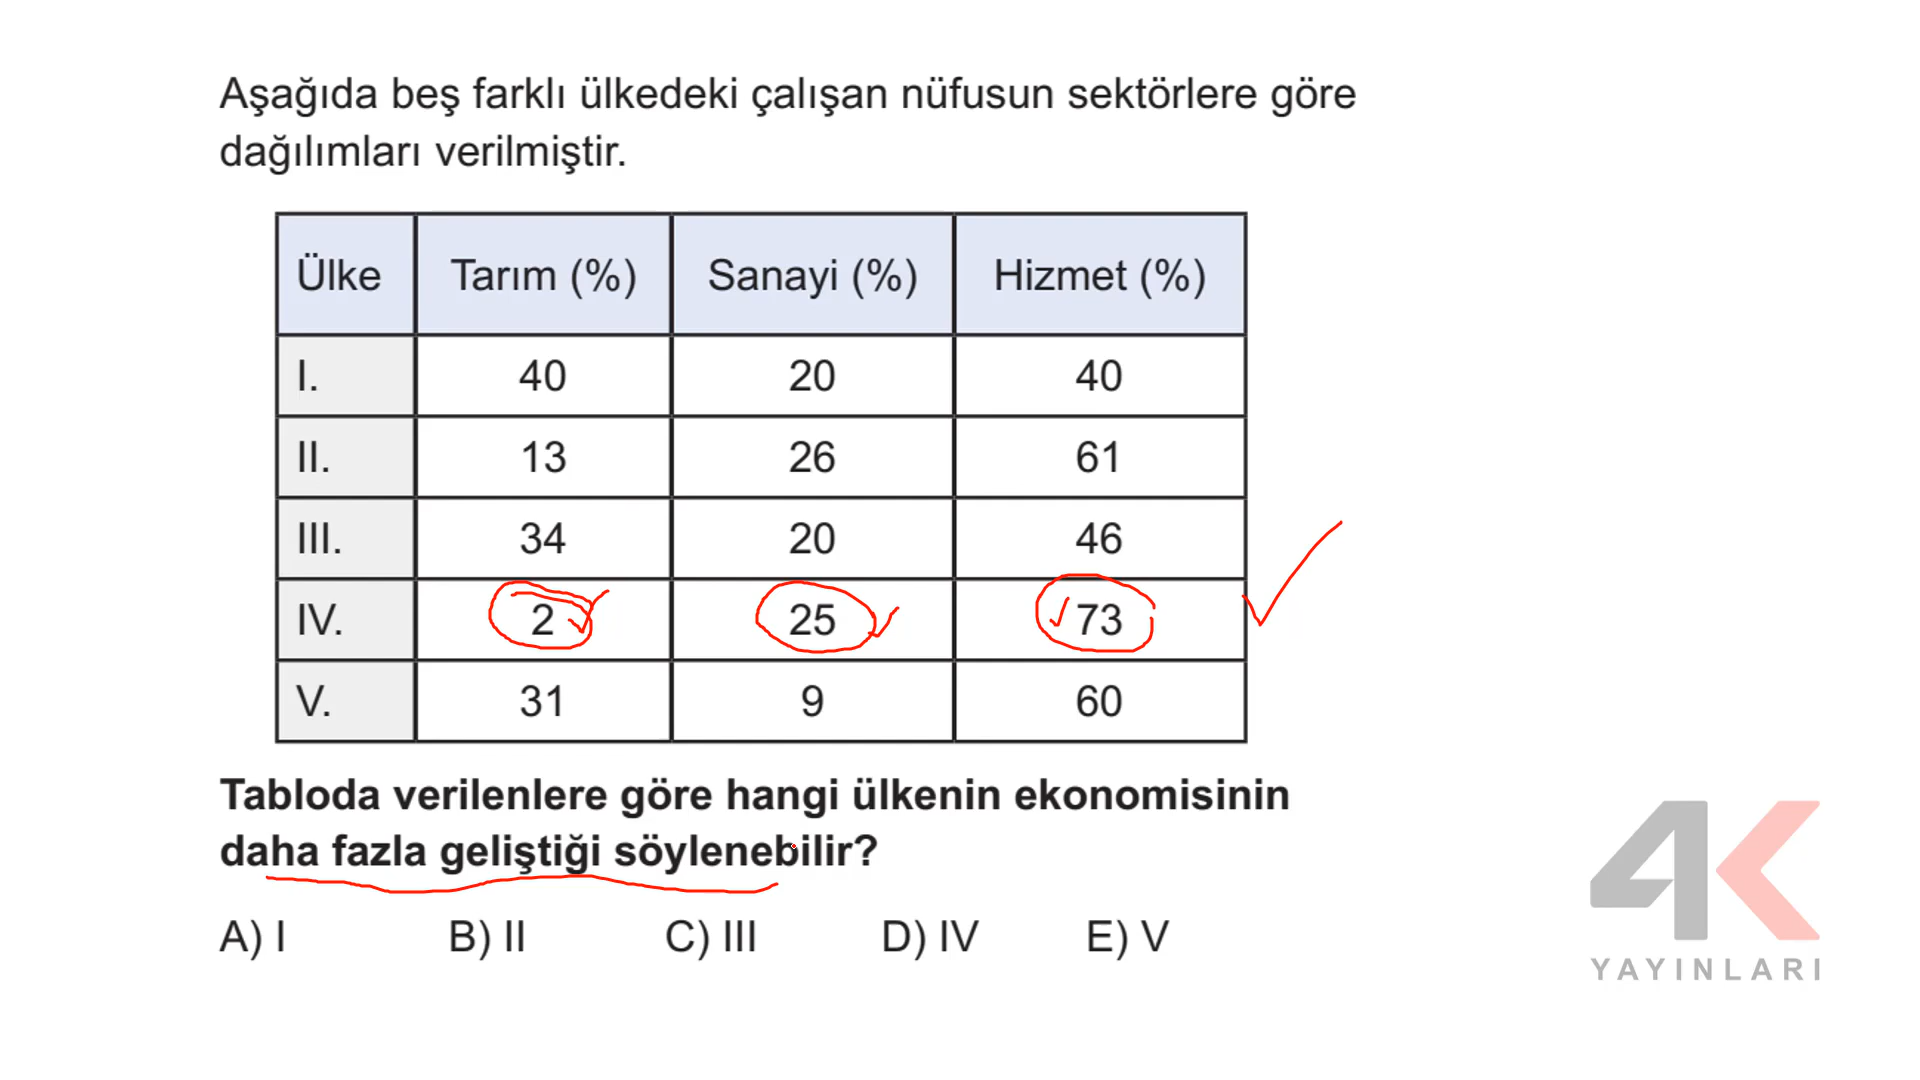 Aşağıda beş farklı ülkedeki çalışan nüfusun sektörlere göre
dağılımları verilmiştir.
Ülke Tarım (%) Sanayi (%) Hizmet (%)
I. 40 20 40
II. 13 26 61
III. 34 20 46
IV. 2 25 73
V. 31 9 60
Tabloda verilenlere göre hangi ülkenin ekonomisinin
daha fazla geliştiği söylenebilir?
A) I B) II C) III D) IV E) V
4K
YAYINLARI